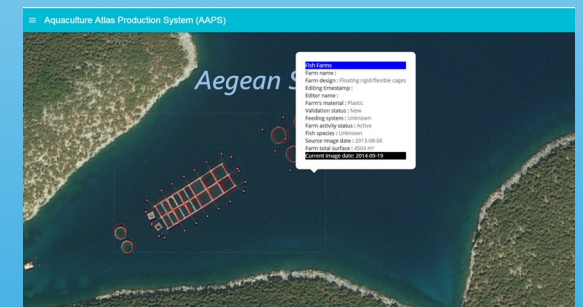 ≡ Aquaculture Atlas Production System (AAPS)
Aegean S
Fish Farms
Farm name :
Farm design : Floating rigid/flexible cages
Editing timestamp :
Editor name :
Farm's material : Plastic
Validation status : New
Feeding system : Unknown
Farm activity status : Active
Fish species : Unknown
Source image date : 2013-08-06
Farm total surface : 4504 m²
Current image date: 2014-09-19